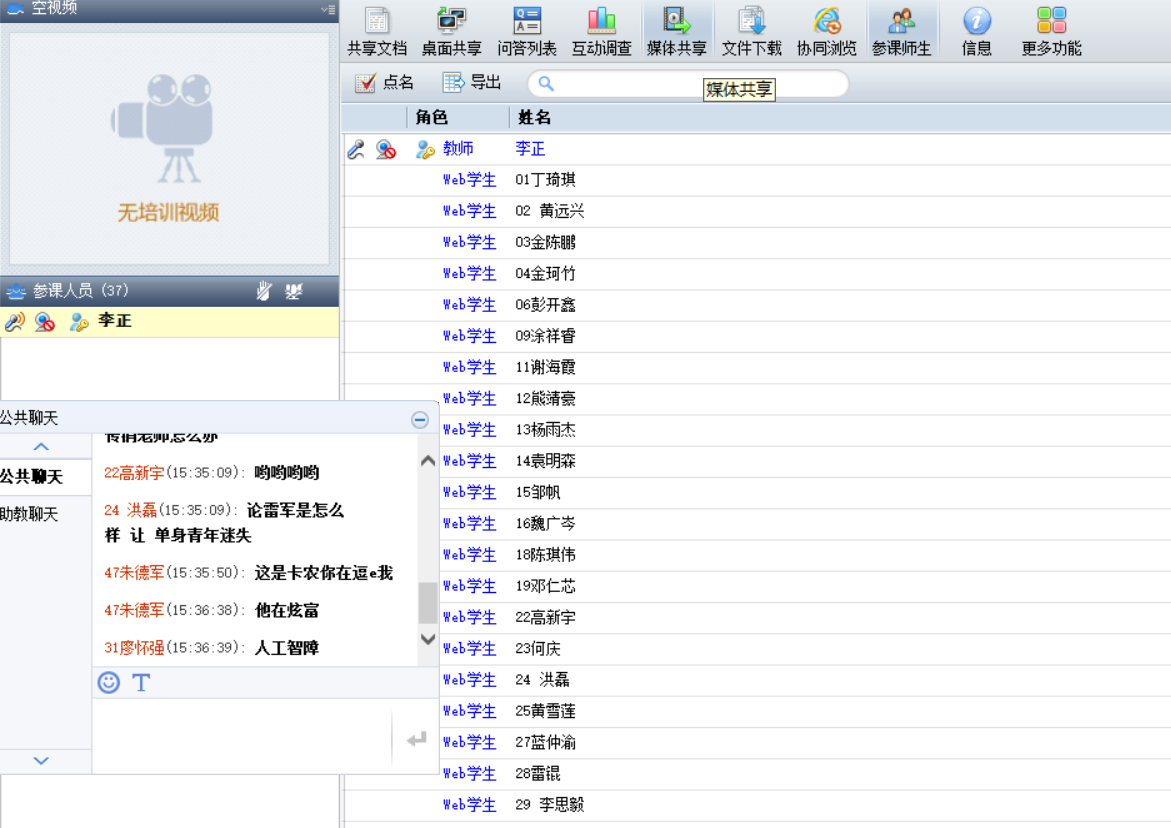 空视频
共享文档 桌面共享 问答列表 互动调查 媒体共享 文件下载 协同浏览 参课师生 信息 更多功能
点名 导出
媒体共享
无培训视频
参课人员 (37)
李正
角色 姓名
教师 李正
Web学生 01丁琦琪
Web学生 02 黄远兴
Web学生 03金陈鹏
Web学生 04金珂竹
Web学生 06彭开鑫
Web学生 09涂祥睿
Web学生 11谢海霞
Web学生 12熊靖豪
Web学生 13杨雨杰
Web学生 14袁明森
Web学生 15邹帆
Web学生 16魏广岑
Web学生 18陈琪伟
Web学生 19邓仁芯
Web学生 22高新宇
Web学生 23何庆
Web学生 24 洪磊
Web学生 25黄雪莲
Web学生 27蓝仲渝
Web学生 28雷锟
Web学生 29 李思毅
公共聊天
公共聊天
助教聊天
传销老师怎么办
22高新宇(15:35:09): 哟哟哟哟
24 洪磊(15:35:09): 论雷军是怎么
样 让 单身青年迷失
47朱德军(15:35:50): 这是卡农你在逗e我
47朱德军(15:36:38): 他在炫富
31廖怀强(15:36:39): 人工智障